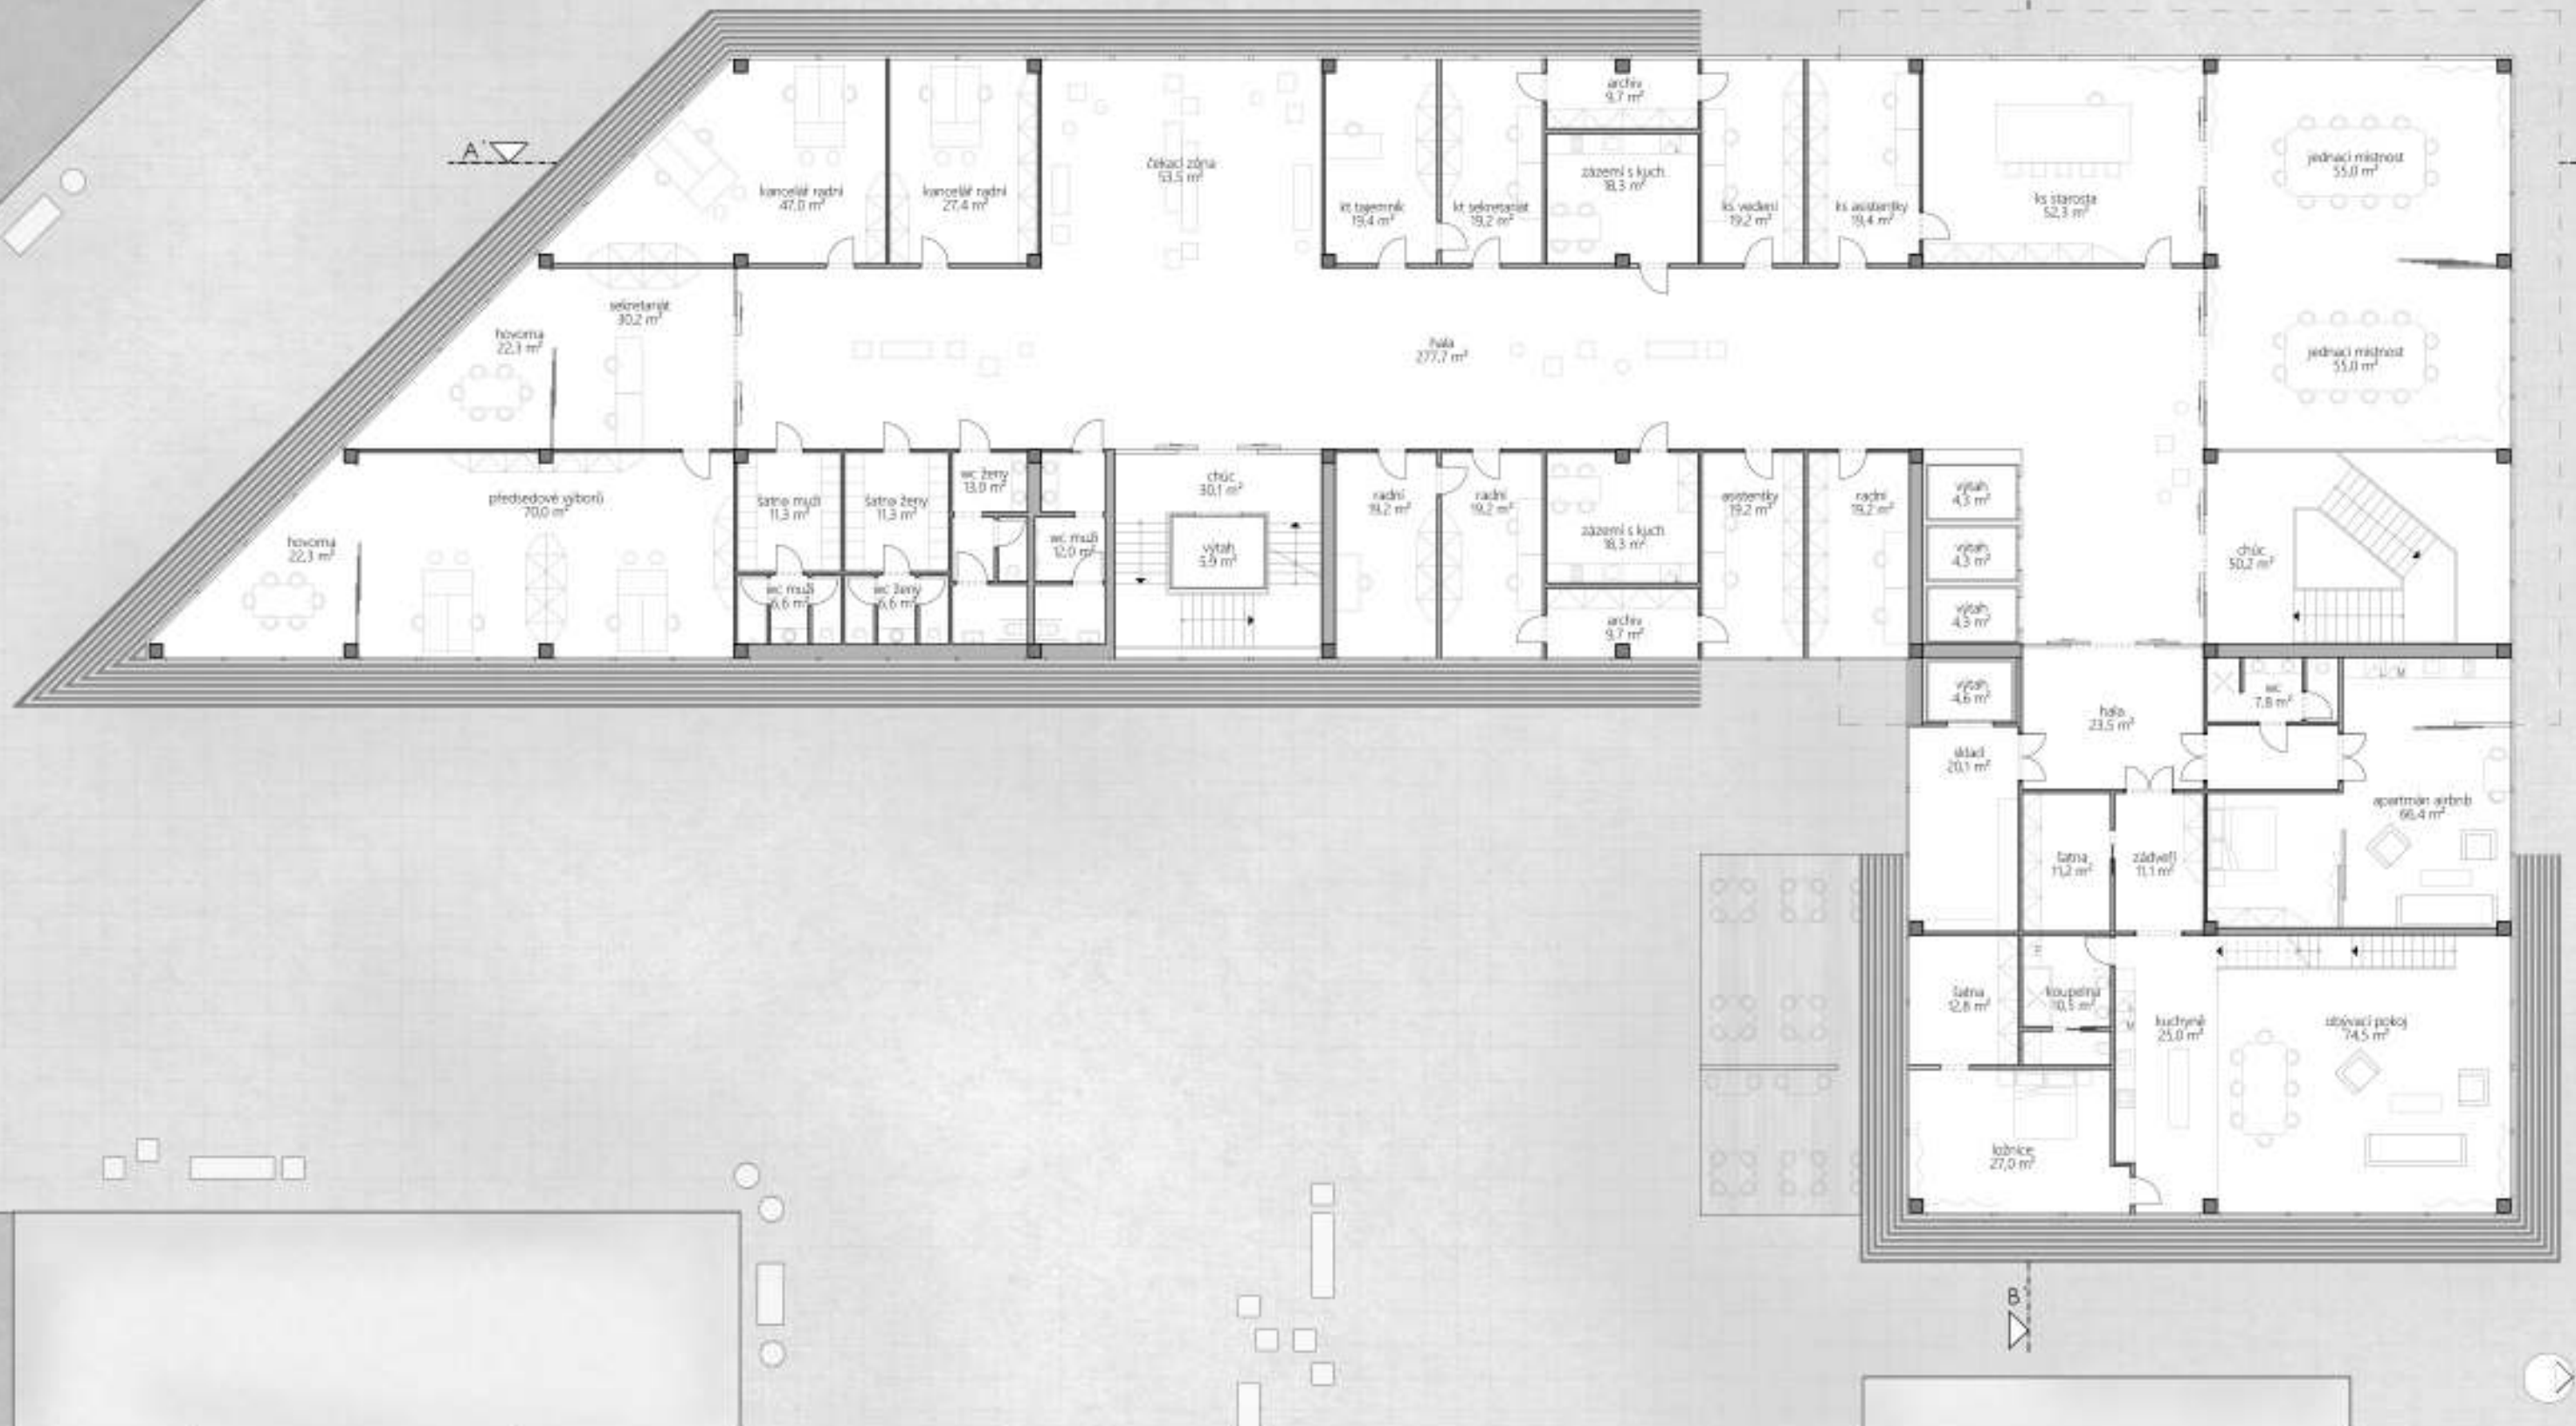 A'
kancelář radní
47,0 m²
kancelář radní
27,4 m²
čekací zóna
53,5 m²
kt tajemník
19,4 m²
kt sekretariát
19,2 m²
archiv
9,7 m²
zázemí s kuch.
18,3 m²
ks vedení
19,2 m²
ks asistentky
19,4 m²
ks starosta
52,3 m²
jednací místnost
55,0 m²
hovorna
22,3 m²
sekretariát
30,2 m²
hala
277,7 m²
jednací místnost
55,0 m²
hovorna
22,3 m²
předsedové výborů
70,0 m²
šatna muži
11,3 m²
šatna ženy
11,3 m²
wc ženy
13,0 m²
wc muži
12,0 m²
wc muži
6,6 m²
wc ženy
6,6 m²
chúc
30,1 m²
výtah
5,9 m²
radní
19,2 m²
radní
19,2 m²
zázemí s kuch.
18,3 m²
archiv
9,7 m²
asistentky
19,2 m²
radní
19,2 m²
výtah
4,3 m²
výtah
4,3 m²
výtah
4,3 m²
chúc
50,2 m²
výtah
4,6 m²
hala
23,5 m²
wc
7,8 m²
L M
sklad
20,1 m²
apartmán airbnb
66,4 m²
šatna
11,2 m²
zádveří
11,1 m²
šatna
12,8 m²
koupelna
10,5 m²
kuchyně
25,0 m²
obývací pokoj
74,5 m²
M
ložnice
27,0 m²
B'